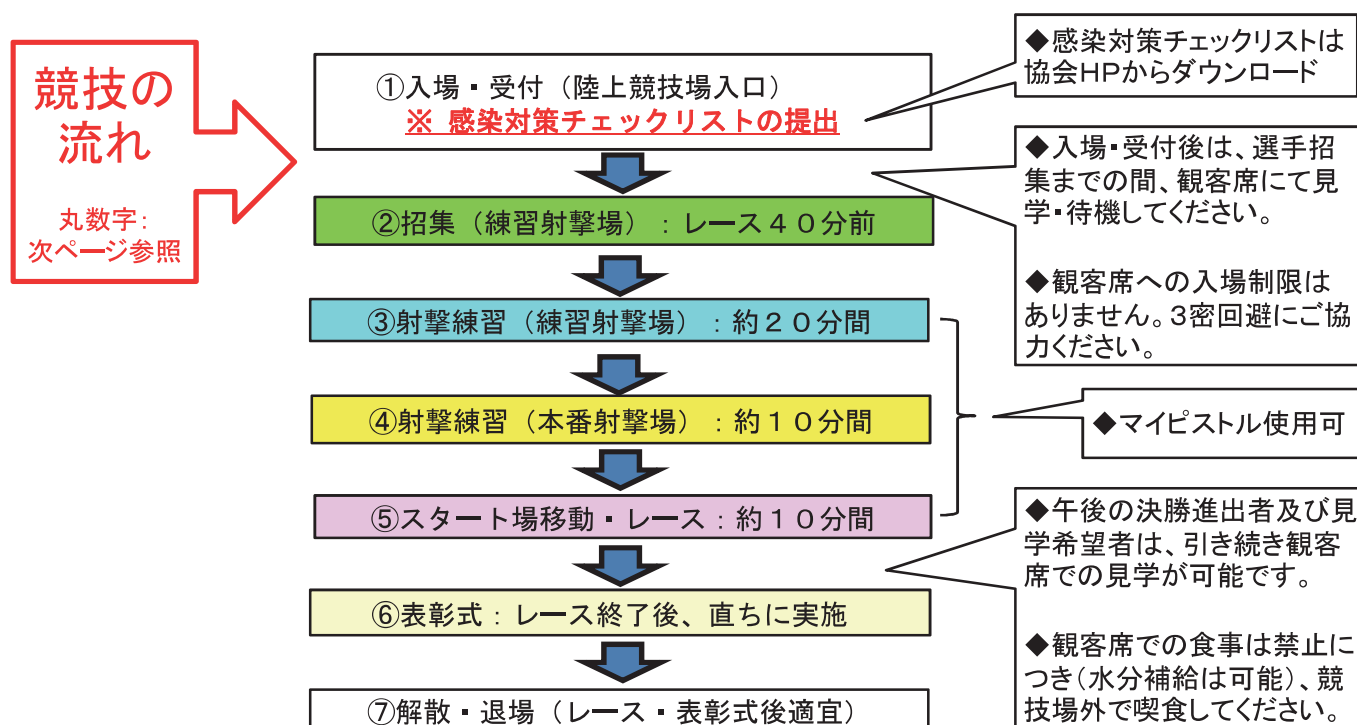 競技の
流れ
丸数字:
次ページ参照
①入場・受付（陸上競技場入口）
※ 感染対策チェックリストの提出
②招集（練習射撃場）：レース４０分前
③射撃練習（練習射撃場）：約２０分間
④射撃練習（本番射撃場）：約１０分間
⑤スタート場移動・レース：約１０分間
⑥表彰式：レース終了後、直ちに実施
⑦解散・退場（レース・表彰式後適宜）
◆感染対策チェックリストは
協会HPからダウンロード
◆入場・受付後は、選手招
集までの間、観客席にて見
学・待機してください。
◆観客席への入場制限は
ありません。3密回避にご協
力ください。
◆マイピストル使用可
◆午後の決勝進出者及び見
学希望者は、引き続き観客
席での見学が可能です。
◆観客席での食事は禁止に
つき（水分補給は可能）、競
技場外で喫食してください。